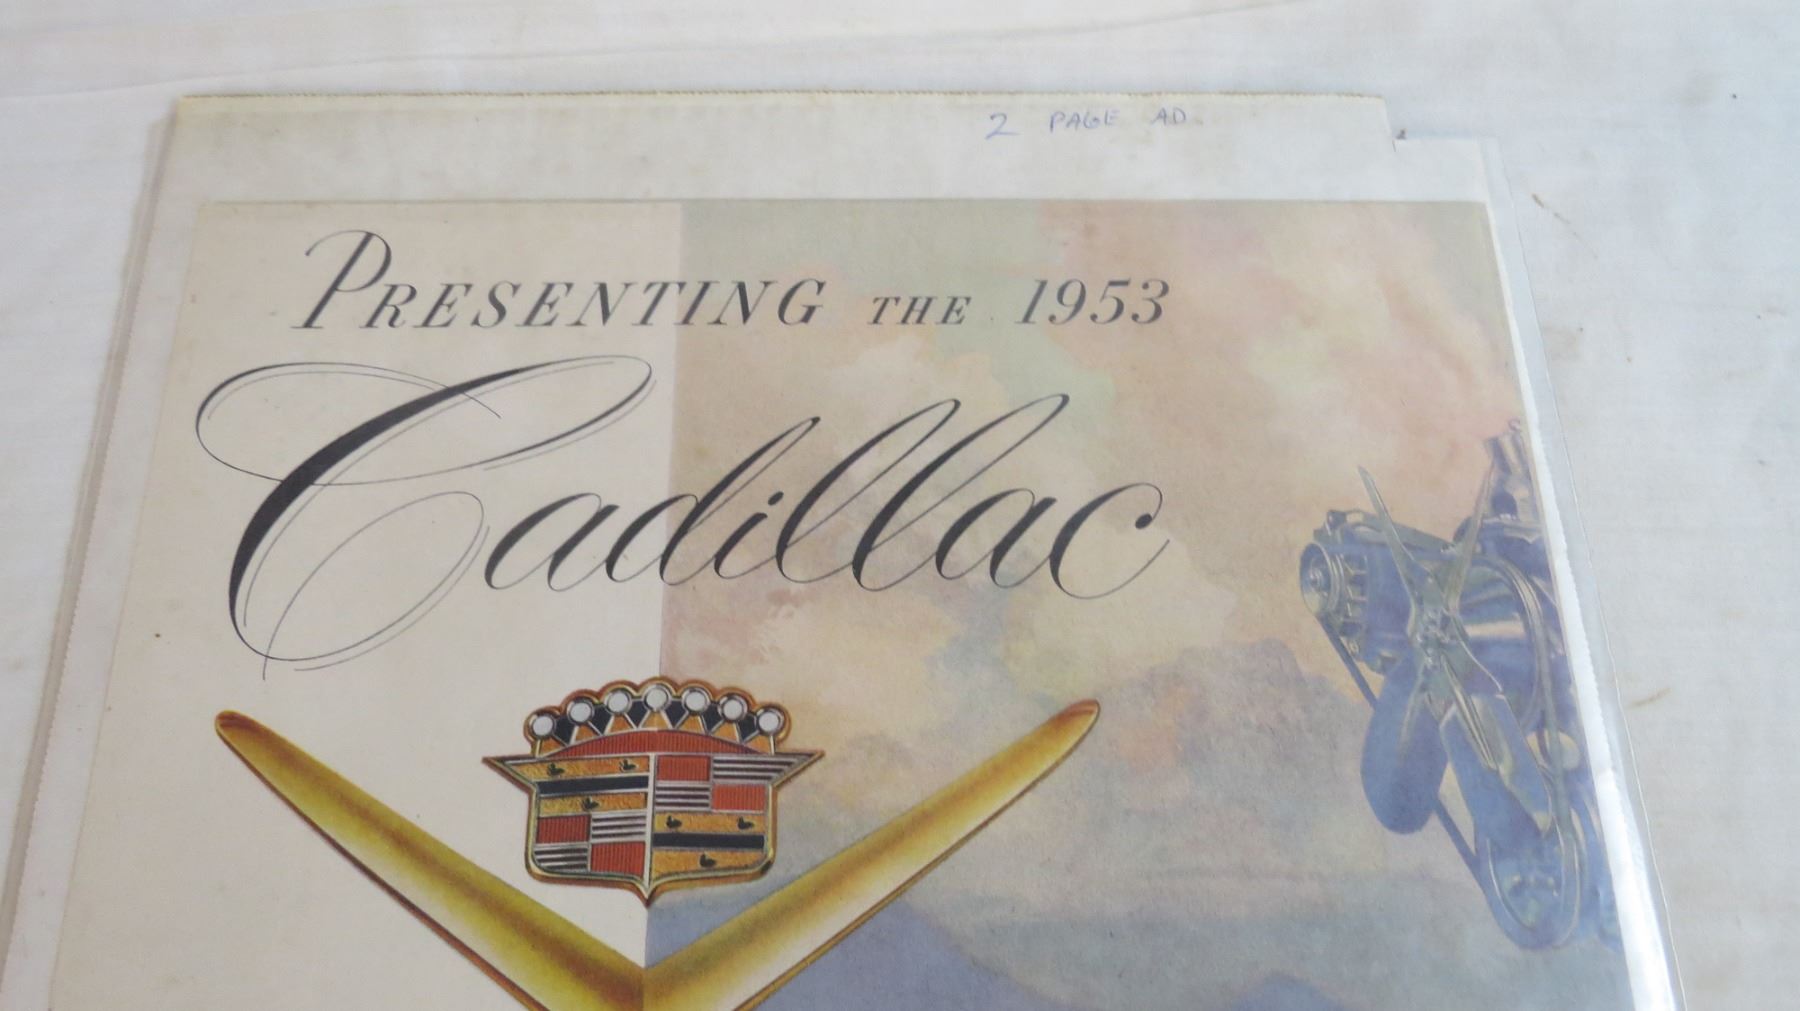 2 PAGE AD
PRESENTING THE 1953
Cadillac